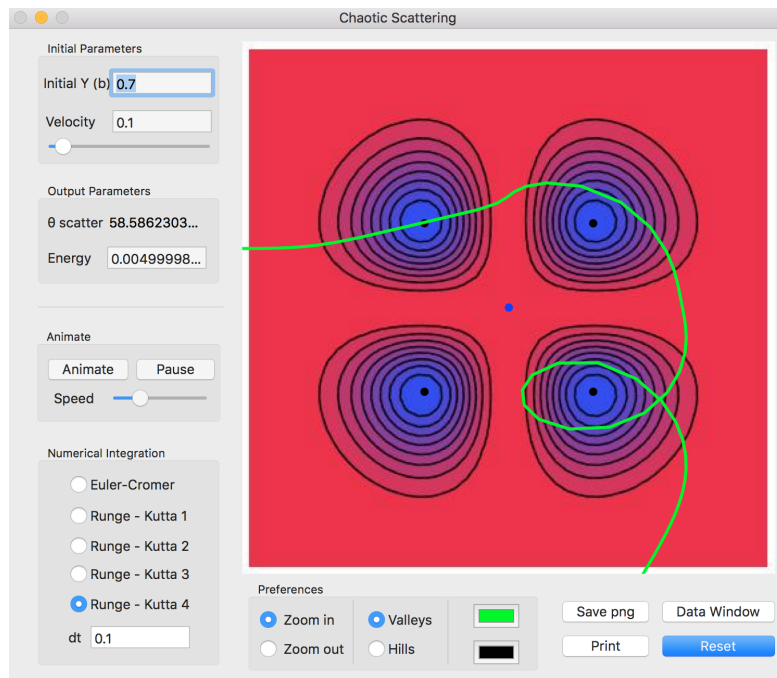 Chaotic Scattering
Initial Parameters
Initial Y (b) 0.7
Velocity 0.1
Output Parameters
θ scatter 58.5862303...
Energy 0.00499998...
Animate
Animate Pause
Speed
Numerical Integration
Euler-Cromer
Runge - Kutta 1
Runge - Kutta 2
Runge - Kutta 3
Runge - Kutta 4
dt 0.1
Preferences
Zoom in Valleys
Zoom out Hills
Save png Data Window
Print Reset